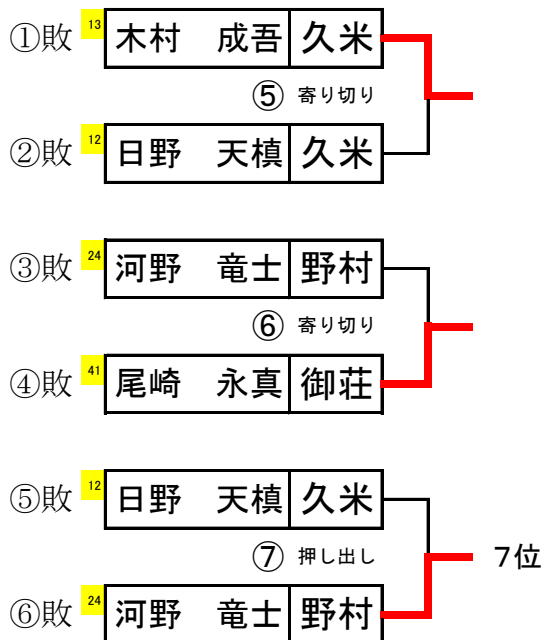 ①敗 13 木村 成吾 久米
⑤ 寄り切り
②敗 12 日野 天槙 久米
③敗 24 河野 竜士 野村
⑥ 寄り切り
④敗 41 尾崎 永真 御荘
⑤敗 12 日野 天槙 久米
⑦ 押し出し 7位
⑥敗 24 河野 竜士 野村